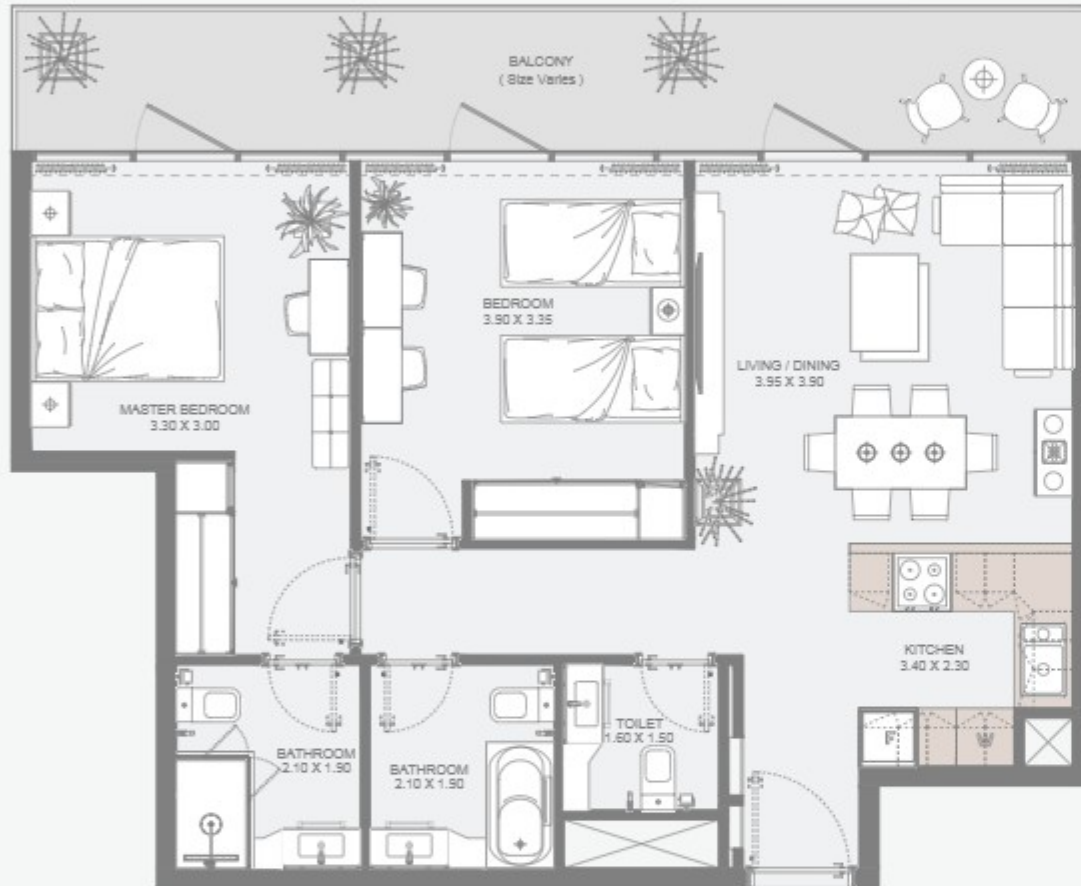 BALCONY
( Size Varies )
BEDROOM
3.90 X 3.35
LIVING / DINING
3.95 X 3.90
MASTER BEDROOM
3.30 X 3.00
KITCHEN
3.40 X 2.30
TOILET
1.60 X 1.50
BATHROOM
2.10 X 1.90
BATHROOM
2.10 X 1.90
F
W